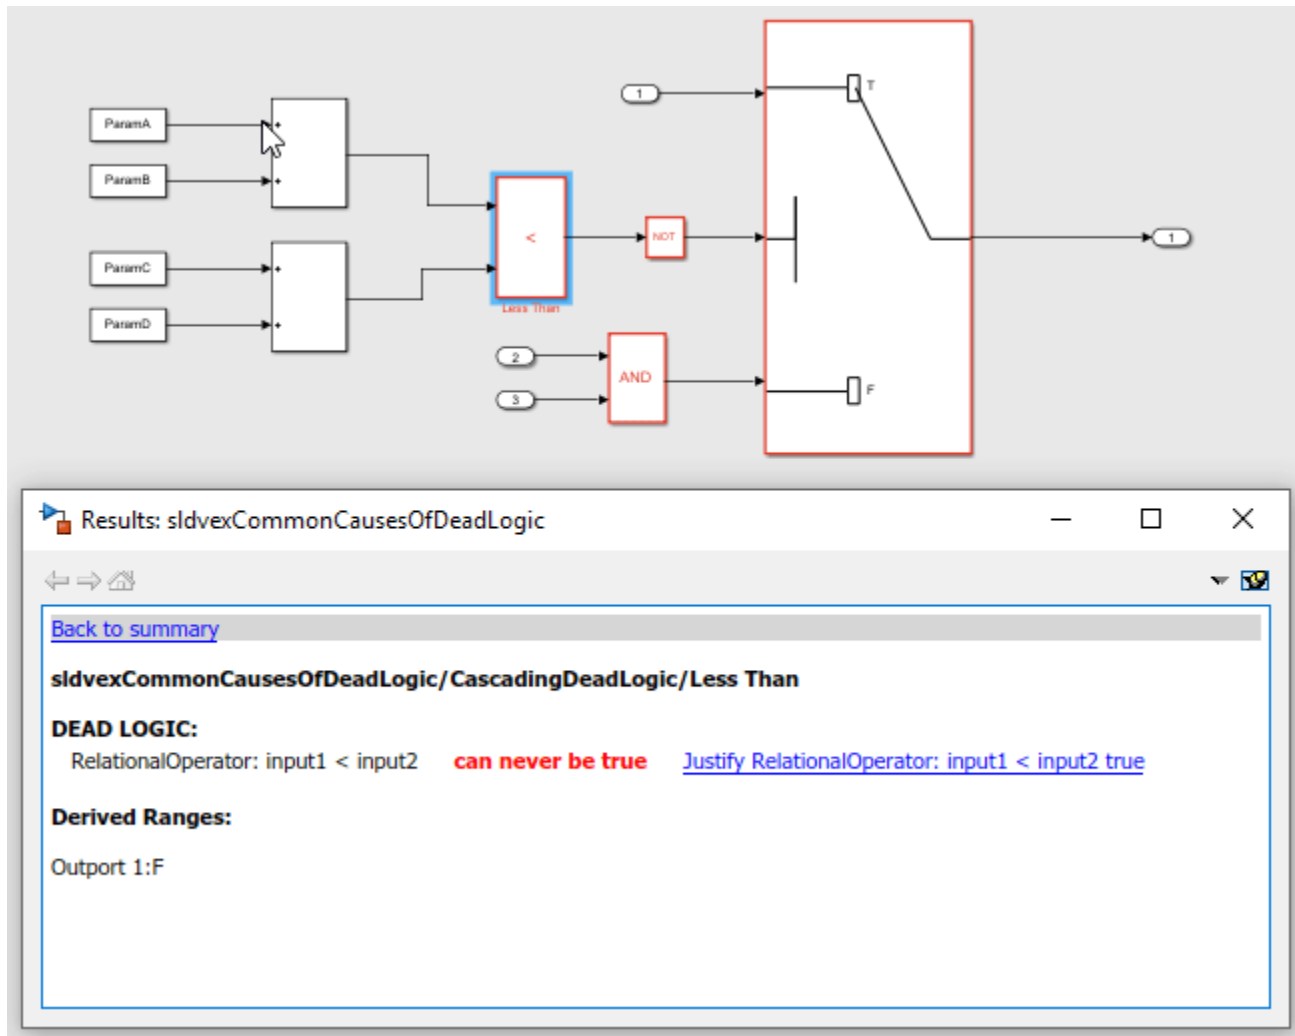 ParamA
ParamB
ParamC
ParamD
+
+
+
+
<
Less Than
NOT
1
2
3
AND
T
F
1
Results: sldvexCommonCausesOfDeadLogic
Back to summary
sldvexCommonCausesOfDeadLogic/CascadingDeadLogic/Less Than
DEAD LOGIC:
RelationalOperator: input1 < input2 can never be true Justify RelationalOperator: input1 < input2 true
Derived Ranges:
Outport 1:F